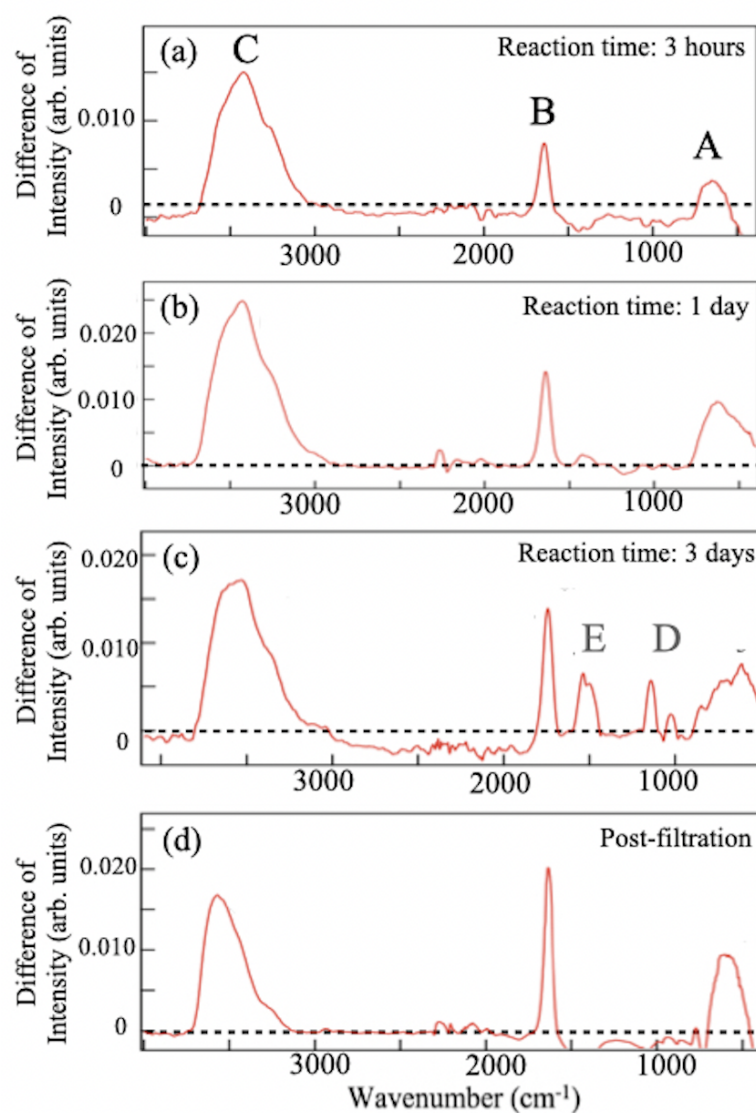 (a)
C
Reaction time: 3 hours
B
A
Difference of
Intensity (arb. units)
0.010
0
3000
2000
1000
(b)
Reaction time: 1 day
Difference of
Intensity (arb. units)
0.020
0.010
0
3000
2000
1000
(c)
Reaction time: 3 days
E
D
Difference of
Intensity (arb. units)
0.020
0.010
0
3000
2000
1000
(d)
Post-filtration
Difference of
Intensity (arb. units)
0.020
0.010
0
3000
2000
1000
Wavenumber (cm⁻¹)